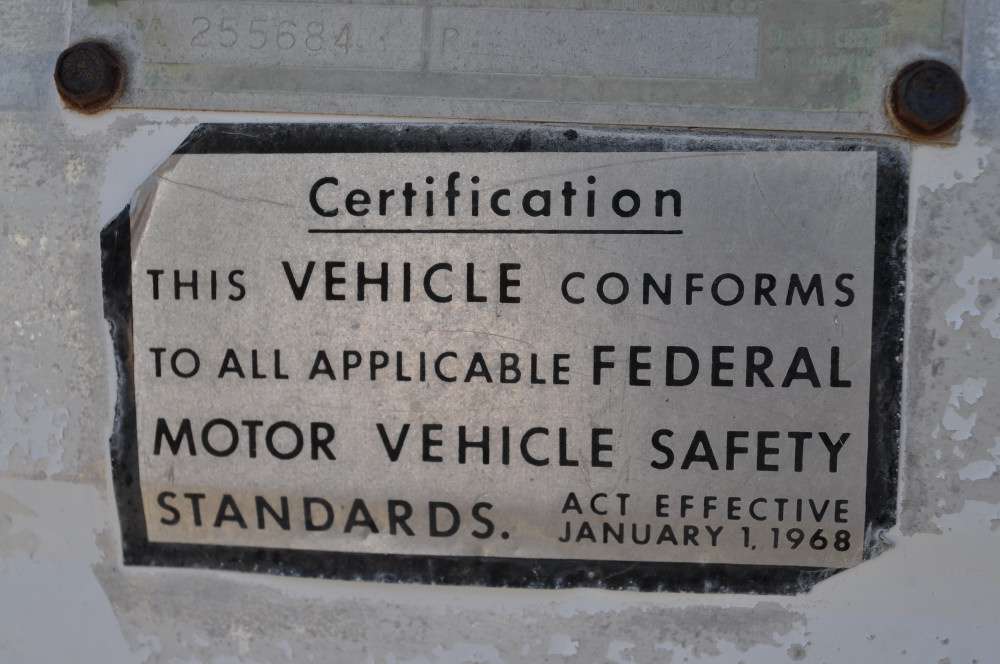 255684 R
Certification
THIS VEHICLE CONFORMS
TO ALL APPLICABLE FEDERAL
MOTOR VEHICLE SAFETY
STANDARDS. ACT EFFECTIVE
JANUARY 1, 1968